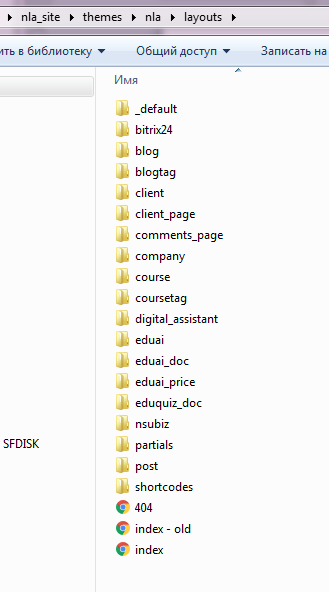 nla_site ▸ themes ▸ nla ▸ layouts ▸
ить в библиотеку ▾ Общий доступ ▾ Записать на
Имя
_default
bitrix24
blog
blogtag
client
client_page
comments_page
company
course
coursetag
digital_assistant
eduai
eduai_doc
eduai_price
eduquiz_doc
nsubiz
SFDISK
partials
post
shortcodes
404
index - old
index